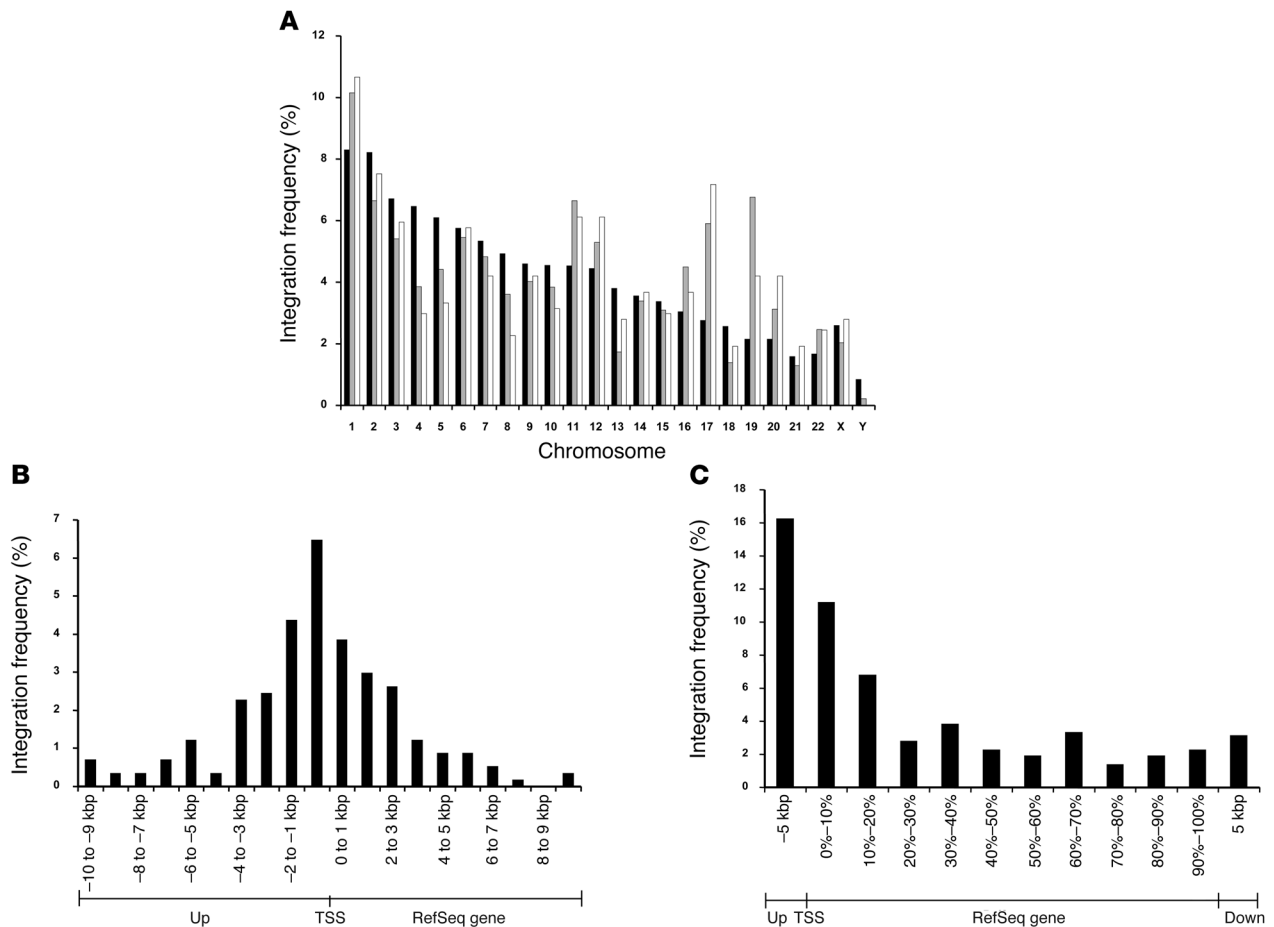 A
12
10
8
6
4
2
0
Integration frequency (%)
1 2 3 4 5 6 7 8 9 10 11 12 13 14 15 16 17 18 19 20 21 22 X Y
Chromosome
B
7
6
5
4
3
2
1
0
Integration frequency (%)
–10 to –9 kbp
–8 to –7 kbp
–6 to –5 kbp
–4 to –3 kbp
–2 to –1 kbp
0 to 1 kbp
2 to 3 kbp
4 to 5 kbp
6 to 7 kbp
8 to 9 kbp
Up TSS RefSeq gene
C
18
16
14
12
10
8
6
4
2
0
Integration frequency (%)
–5 kbp
0%–10%
10%–20%
20%–30%
30%–40%
40%–50%
50%–60%
60%–70%
70%–80%
80%–90%
90%–100%
5 kbp
Up TSS RefSeq gene Down